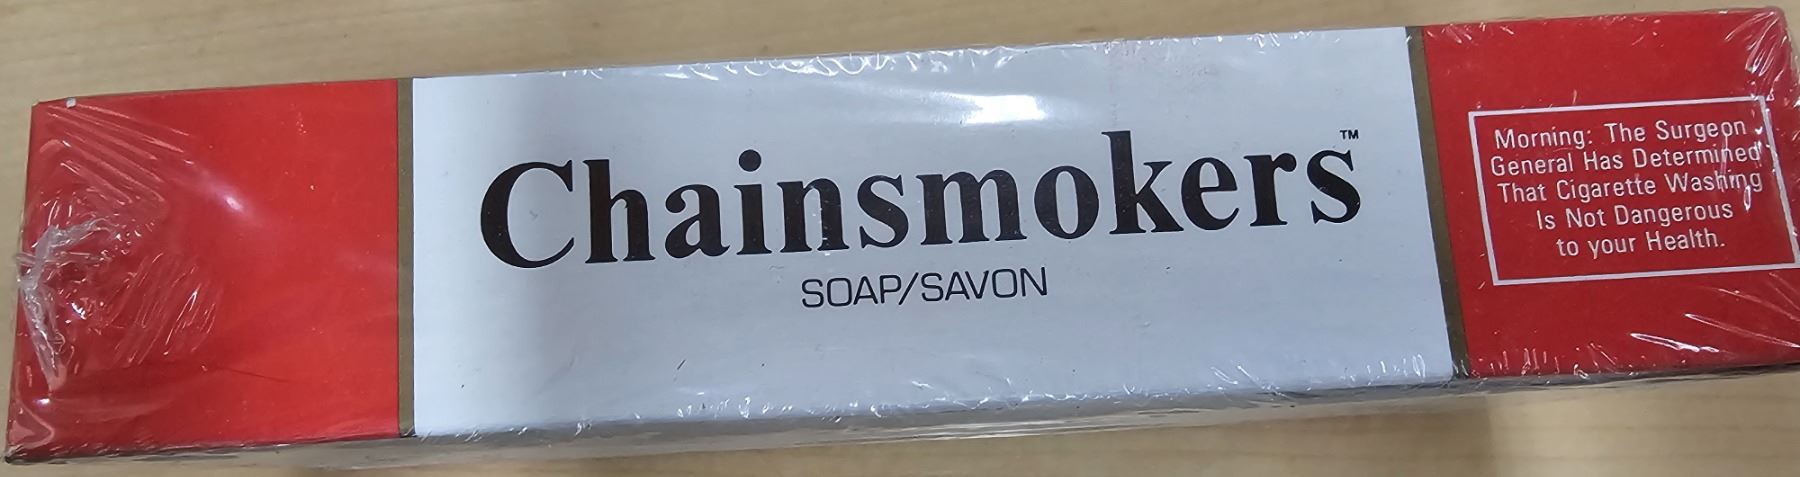 Chainsmokers™
SOAP/SAVON
Morning: The Surgeon
General Has Determined
That Cigarette Washing
Is Not Dangerous
to your Health.